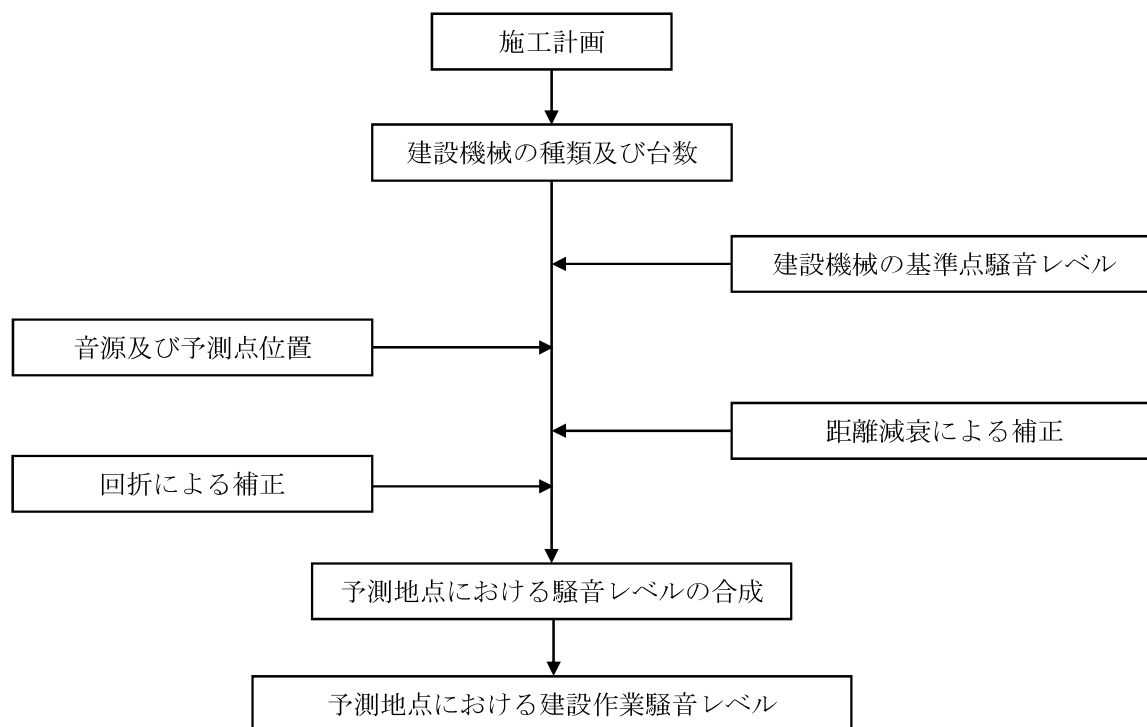 施工計画
建設機械の種類及び台数
建設機械の基準点騒音レベル
音源及び予測点位置
距離減衰による補正
回折による補正
予測地点における騒音レベルの合成
予測地点における建設作業騒音レベル